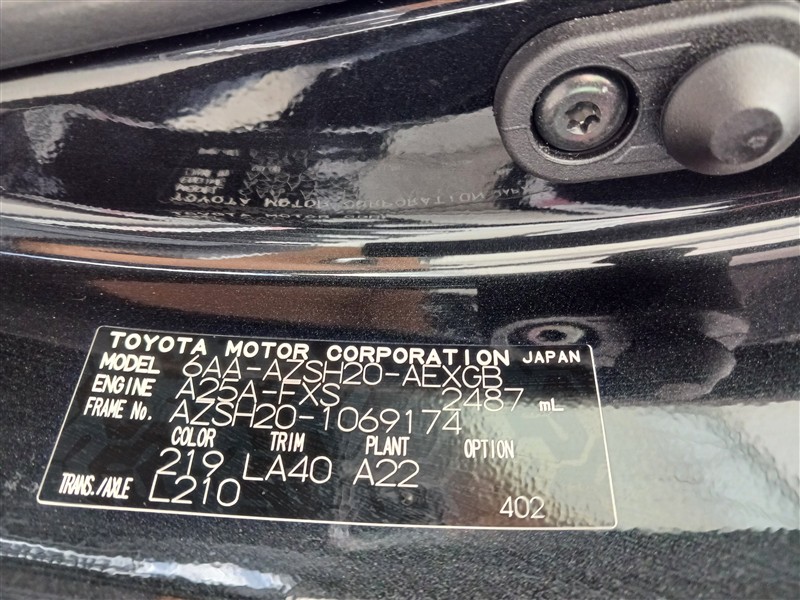 TOYOTA MOTOR CORPORATION JAPAN
MODEL 6AA-AZSH20-AEXGB
ENGINE A25A-FXS 2487 mL
FRAME No. AZSH20-1069174
COLOR TRIM PLANT OPTION
219 LA40 A22
TRANS./AXLE L210 402